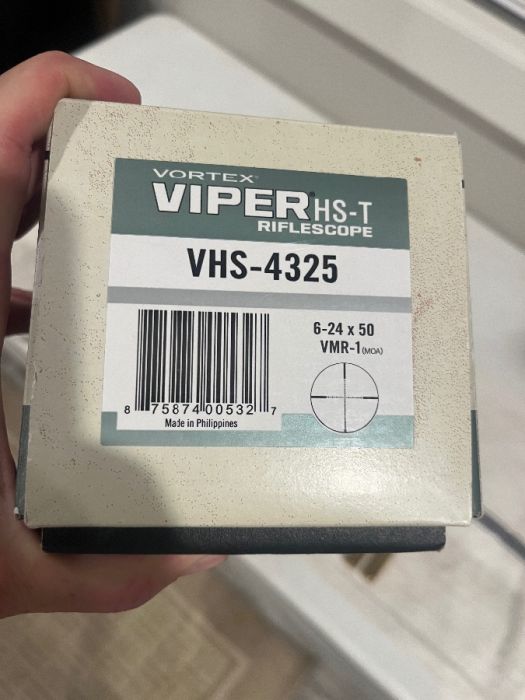 VORTEX®
VIPER® HS-T
RIFLESCOPE
VHS-4325
6-24 x 50
VMR-1 (MOA)
8 75874 00532 7
Made in Philippines